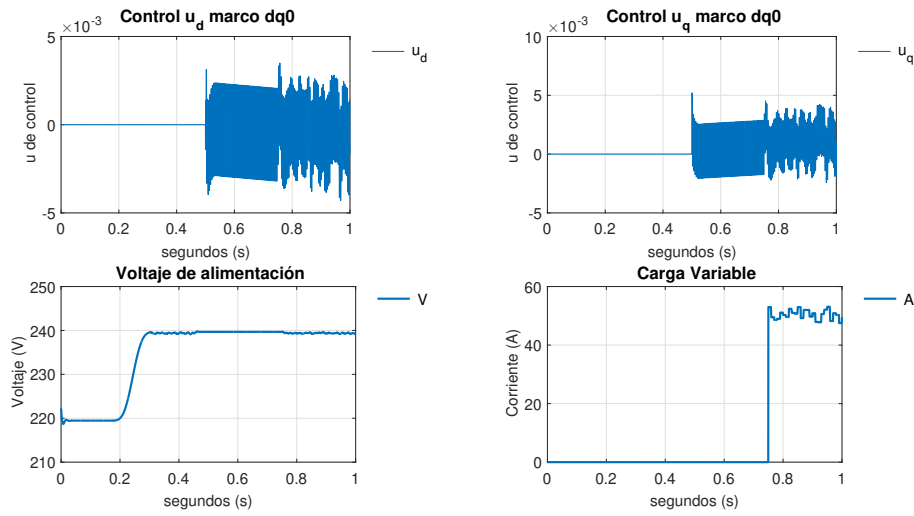 Control u_d marco dq0
×10^-3
u_d
u de control
5
0
-5
0 0.2 0.4 0.6 0.8 1
segundos (s)
Control u_q marco dq0
×10^-3
u_q
u de control
10
5
0
-5
0 0.2 0.4 0.6 0.8 1
segundos (s)
Voltaje de alimentación
V
Voltaje (V)
250
240
230
220
210
0 0.2 0.4 0.6 0.8 1
segundos (s)
Carga Variable
A
Corriente (A)
60
40
20
0
0 0.2 0.4 0.6 0.8 1
segundos (s)